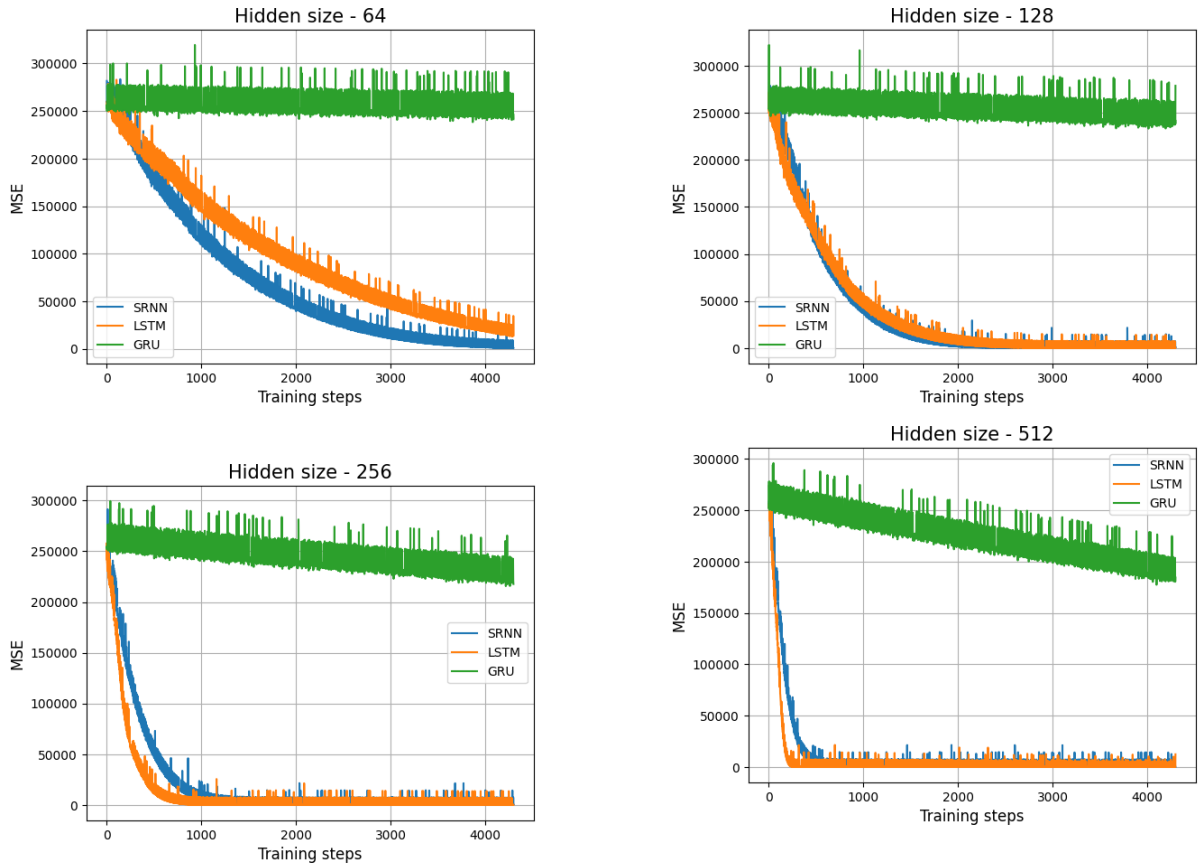 Hidden size - 64
300000
250000
200000
150000
100000
50000
0
MSE
SRNN
LSTM
GRU
0 1000 2000 3000 4000
Training steps
Hidden size - 128
300000
250000
200000
150000
100000
50000
0
MSE
SRNN
LSTM
GRU
0 1000 2000 3000 4000
Training steps
Hidden size - 256
300000
250000
200000
150000
100000
50000
0
MSE
SRNN
LSTM
GRU
0 1000 2000 3000 4000
Training steps
Hidden size - 512
300000
250000
200000
150000
100000
50000
0
MSE
SRNN
LSTM
GRU
0 1000 2000 3000 4000
Training steps